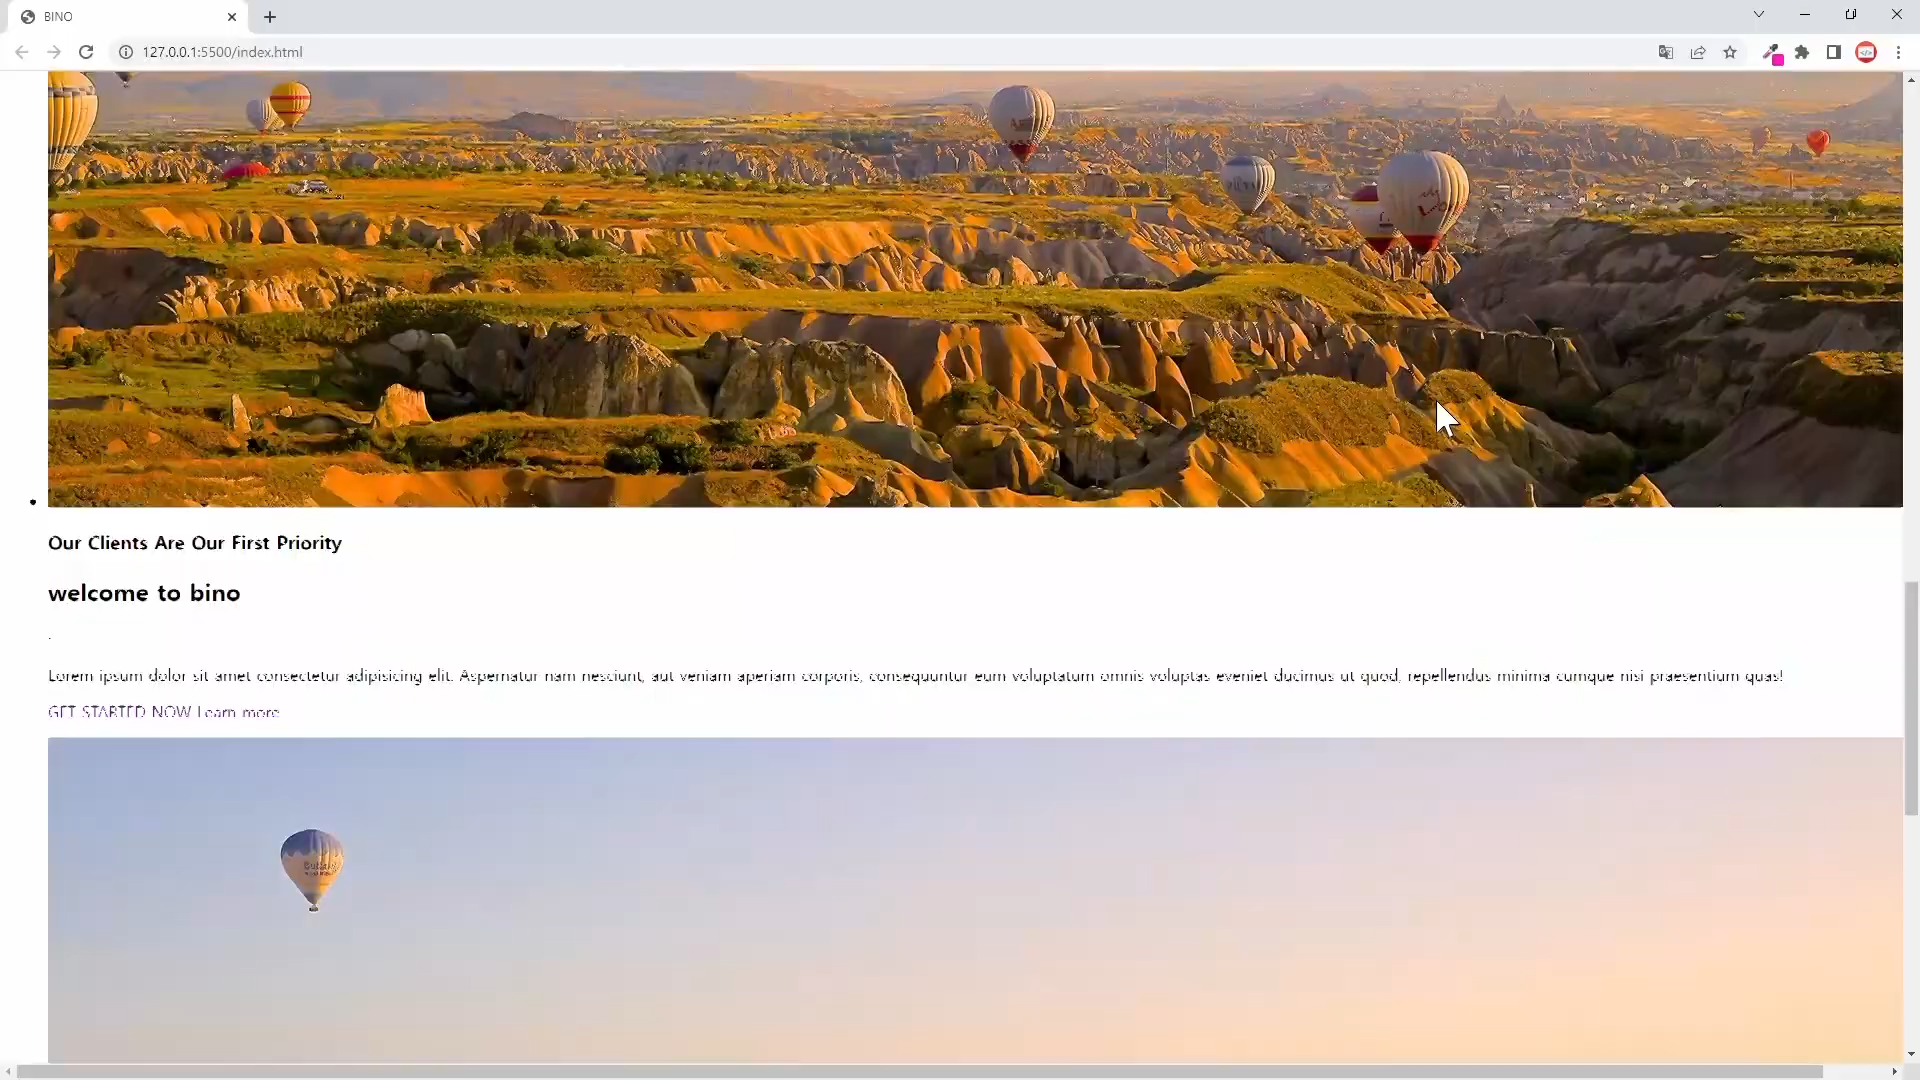 BINO
127.0.0.1:5500/index.html
Our Clients Are Our First Priority
welcome to bino
.
Lorem ipsum dolor sit amet consectetur adipisicing elit. Aspernatur nam nesciunt, aut veniam aperiam corporis, consequuntur eum voluptatum omnis voluptas eveniet ducimus ut quod, repellendus minima cumque nisi praesentium quas!
GET STARTED NOW Learn more